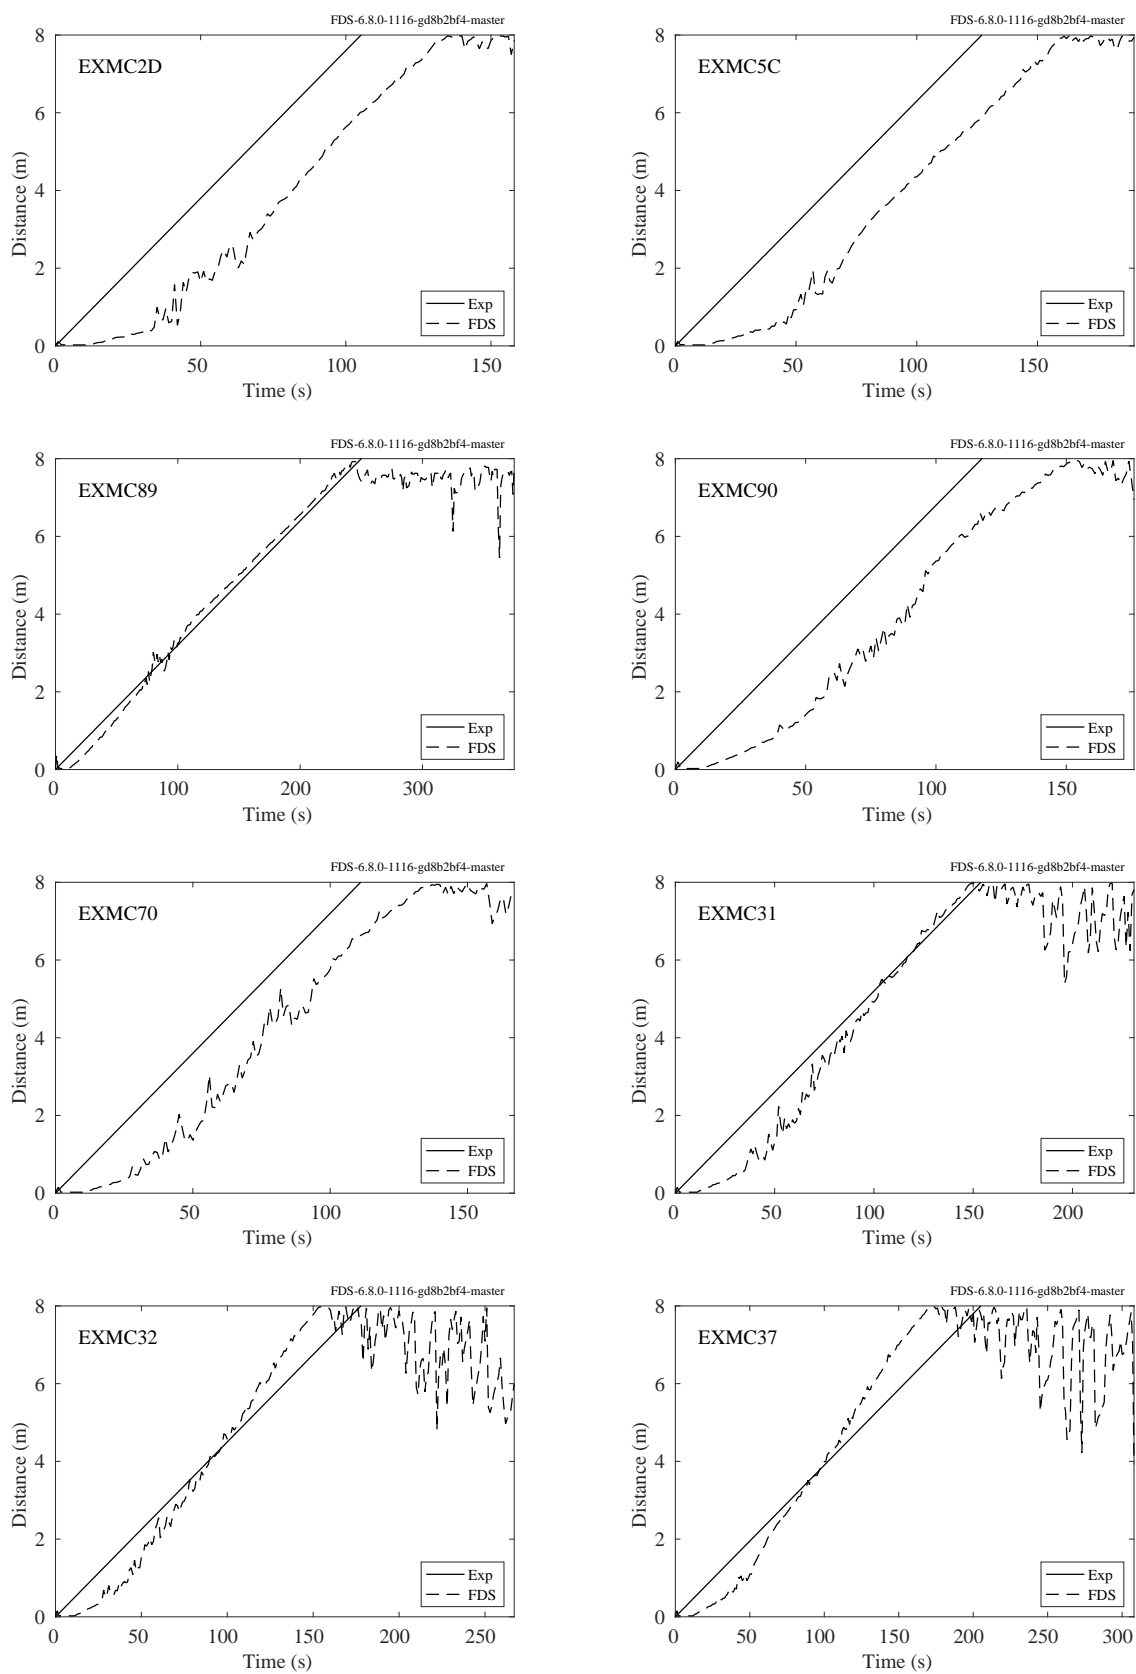 FDS-6.8.0-1116-gd8b2bf4-master
EXMC2D
Distance (m)
8
6
4
2
0
0 50 100 150
Time (s)
Exp
FDS
FDS-6.8.0-1116-gd8b2bf4-master
EXMC5C
Distance (m)
8
6
4
2
0
0 50 100 150
Time (s)
Exp
FDS
FDS-6.8.0-1116-gd8b2bf4-master
EXMC89
Distance (m)
8
6
4
2
0
0 100 200 300
Time (s)
Exp
FDS
FDS-6.8.0-1116-gd8b2bf4-master
EXMC90
Distance (m)
8
6
4
2
0
0 50 100 150
Time (s)
Exp
FDS
FDS-6.8.0-1116-gd8b2bf4-master
EXMC70
Distance (m)
8
6
4
2
0
0 50 100 150
Time (s)
Exp
FDS
FDS-6.8.0-1116-gd8b2bf4-master
EXMC31
Distance (m)
8
6
4
2
0
0 50 100 150 200
Time (s)
Exp
FDS
FDS-6.8.0-1116-gd8b2bf4-master
EXMC32
Distance (m)
8
6
4
2
0
0 50 100 150 200 250
Time (s)
Exp
FDS
FDS-6.8.0-1116-gd8b2bf4-master
EXMC37
Distance (m)
8
6
4
2
0
0 50 100 150 200 250 300
Time (s)
Exp
FDS